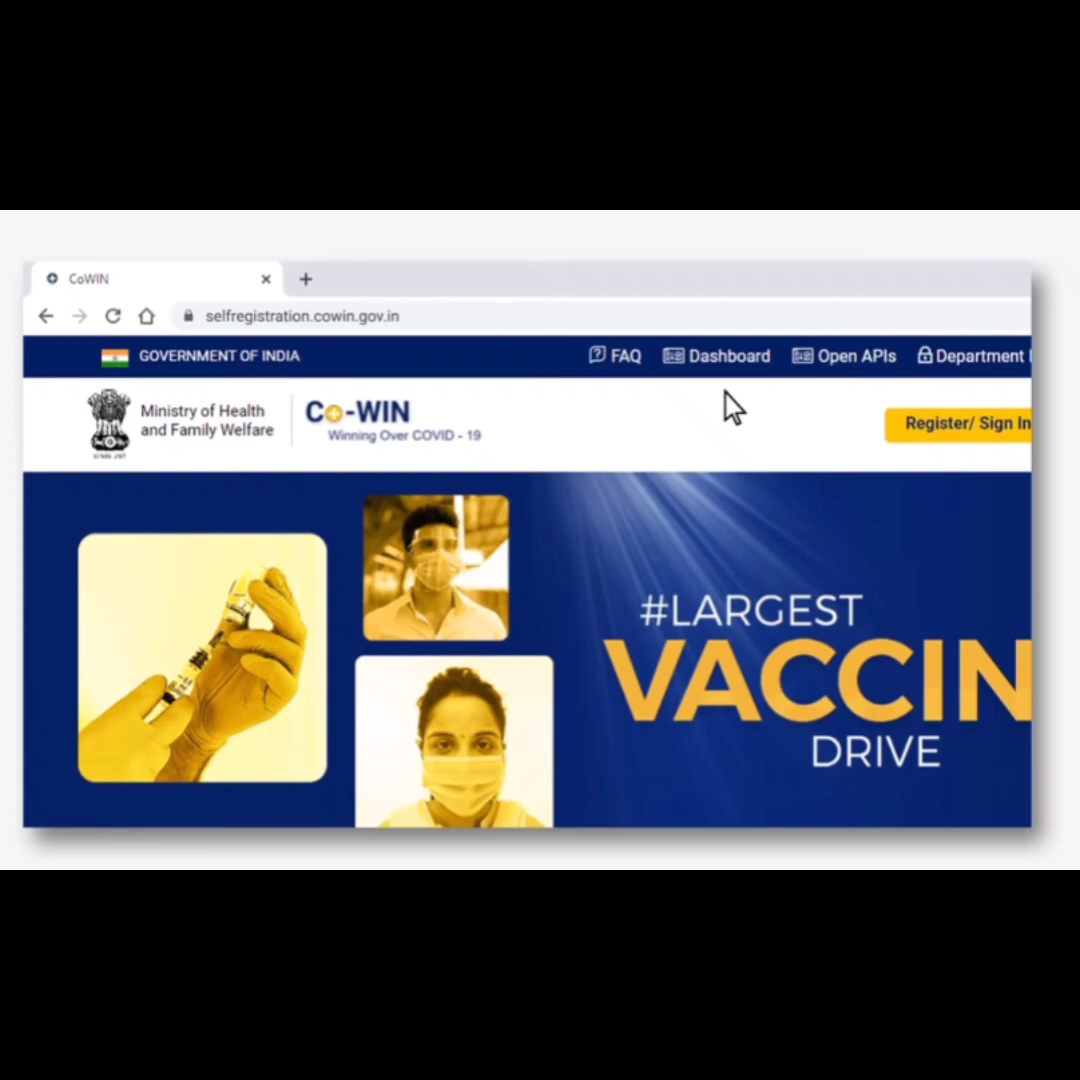 CoWIN
selfregistration.cowin.gov.in
GOVERNMENT OF INDIA
FAQ
Dashboard
Open APIs
Department
Ministry of Health
and Family Welfare
Co-WIN
Winning Over COVID - 19
Register/ Sign In
#LARGEST
VACCIN
DRIVE